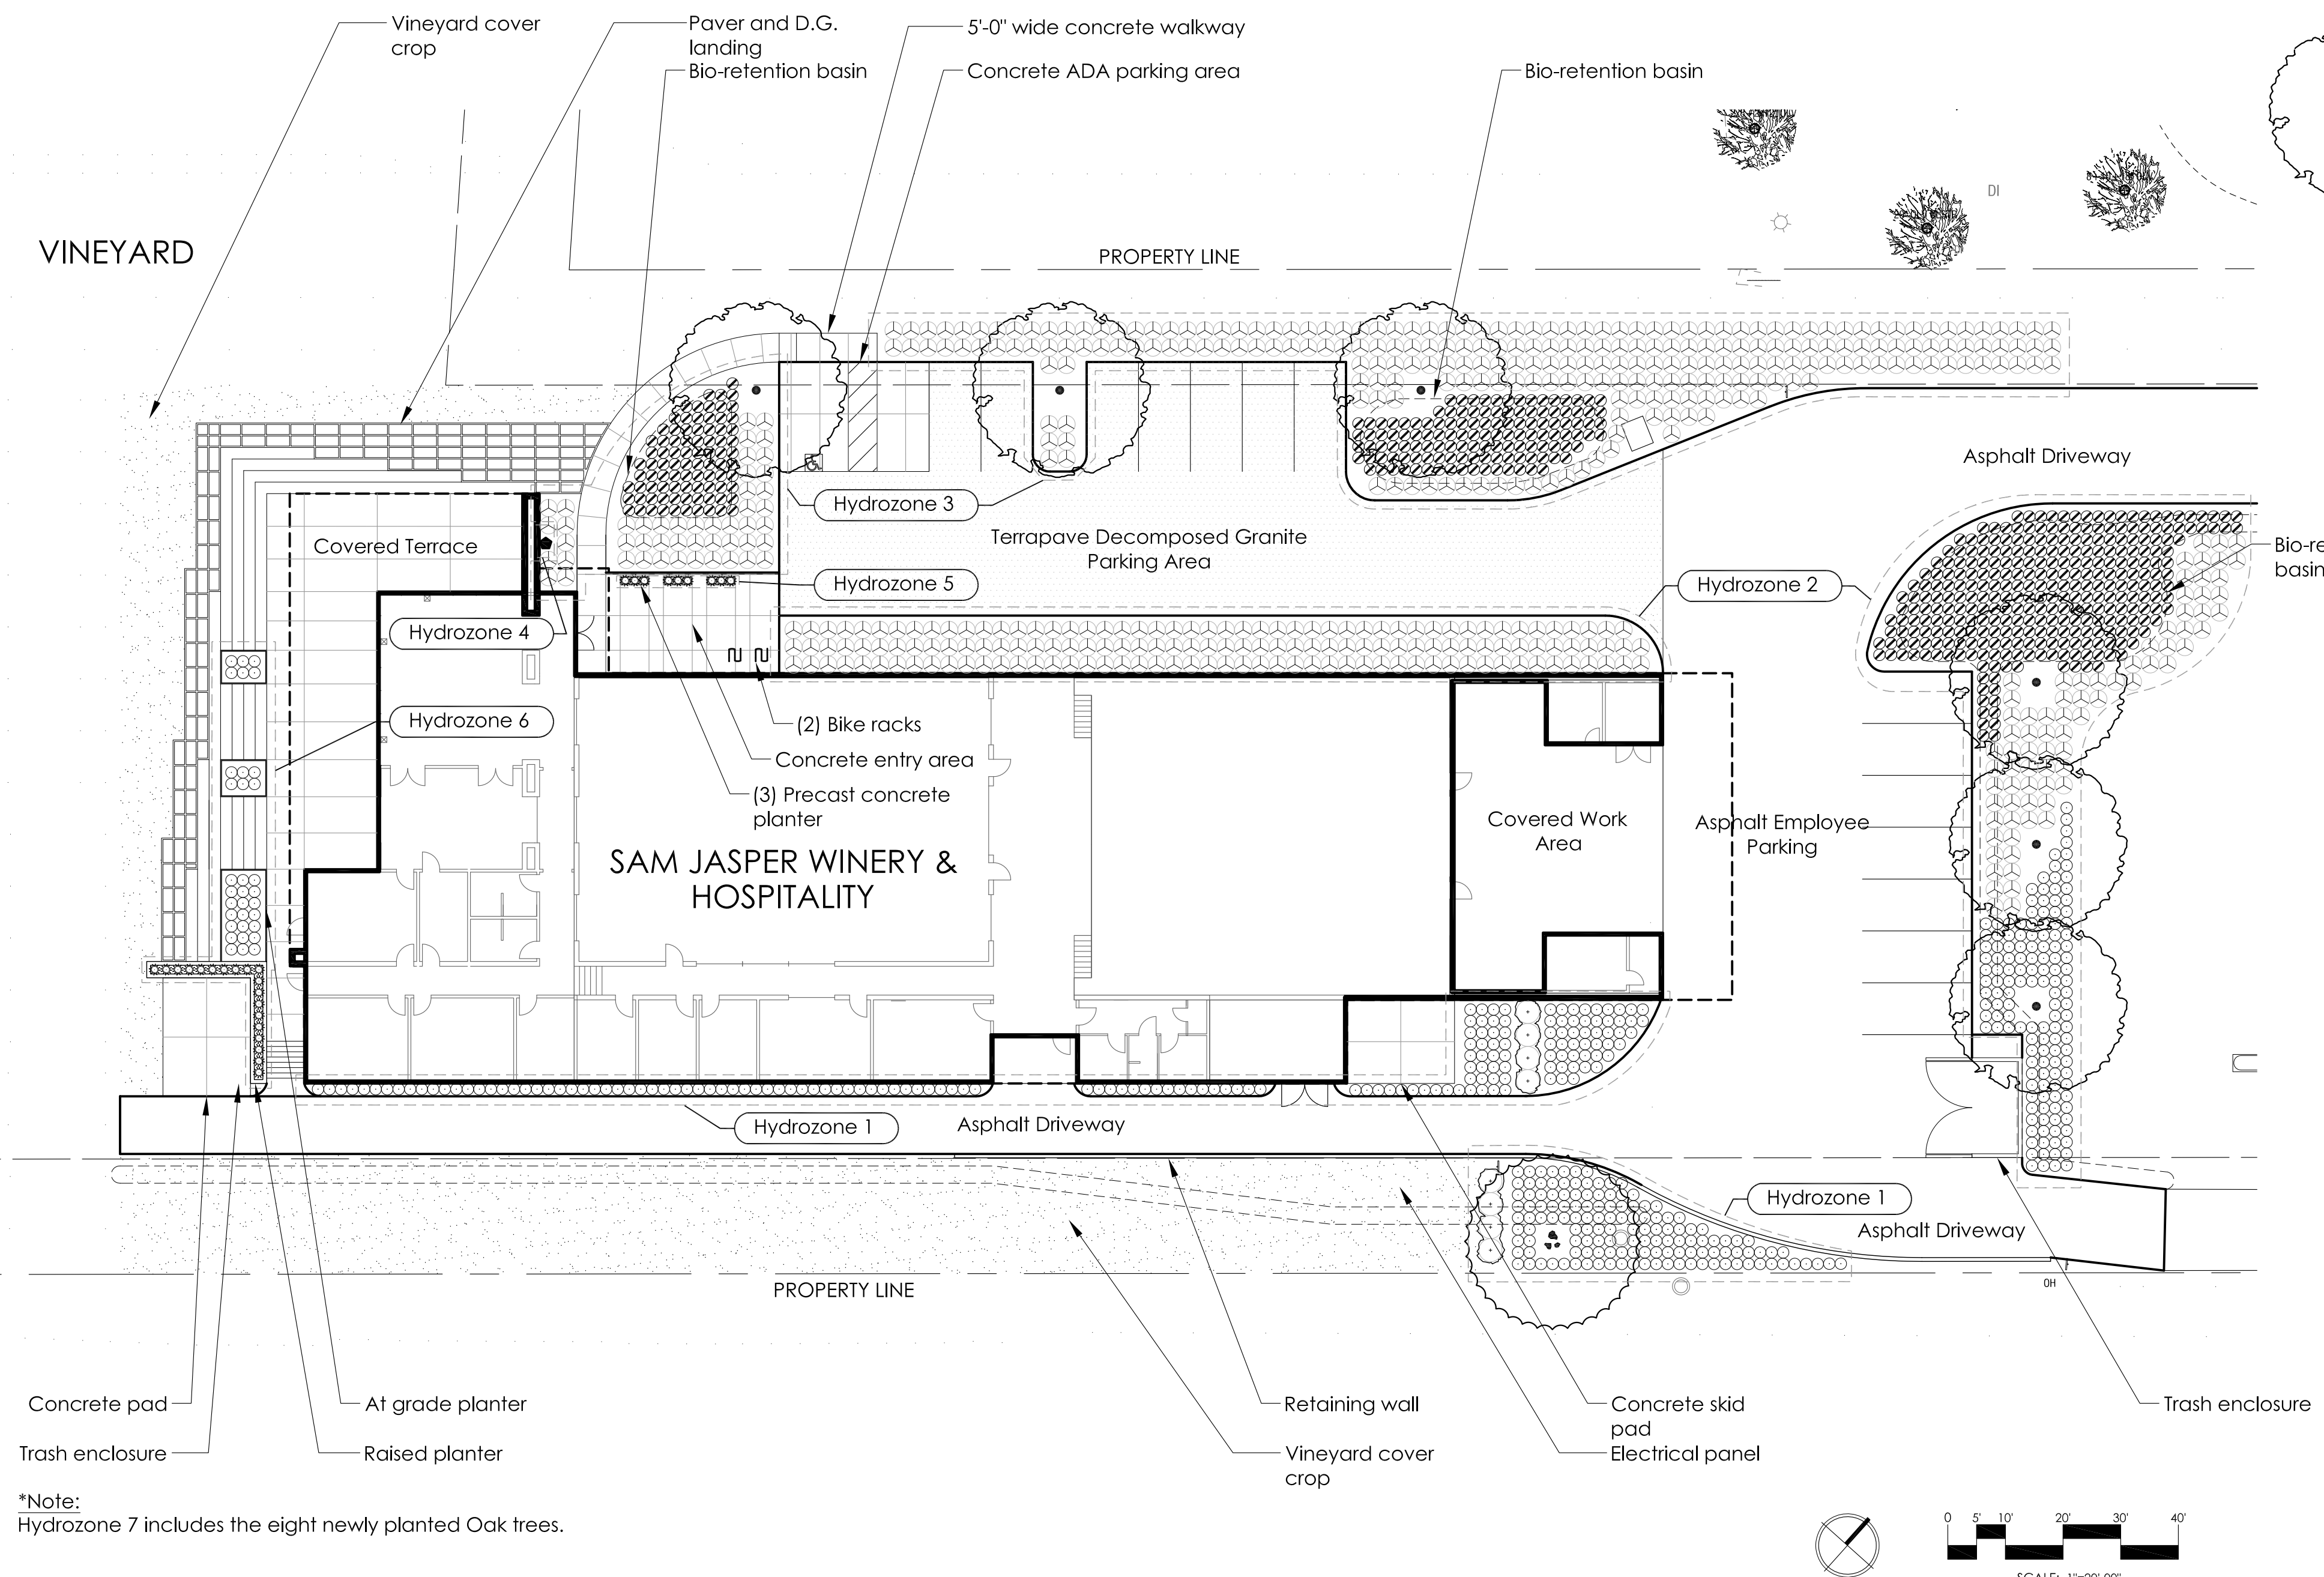 Vineyard cover
crop
Paver and D.G.
landing
Bio-retention basin
5'-0" wide concrete walkway
Concrete ADA parking area
Bio-retention basin
DI
VINEYARD
PROPERTY LINE
Asphalt Driveway
Hydrozone 3
Terrapave Decomposed Granite
Parking Area
Covered Terrace
Bio-re
basin
Hydrozone 5
Hydrozone 2
Hydrozone 4
Hydrozone 6
(2) Bike racks
Concrete entry area
(3) Precast concrete
planter
Covered Work
Area
Asphalt Employee
Parking
SAM JASPER WINERY &
HOSPITALITY
Hydrozone 1
Asphalt Driveway
Hydrozone 1
Asphalt Driveway
PROPERTY LINE
OH
Concrete pad
At grade planter
Retaining wall
Concrete skid
pad
Trash enclosure
Trash enclosure
Raised planter
Vineyard cover
crop
Electrical panel
*Note:
Hydrozone 7 includes the eight newly planted Oak trees.
0 5' 10' 20' 30' 40'